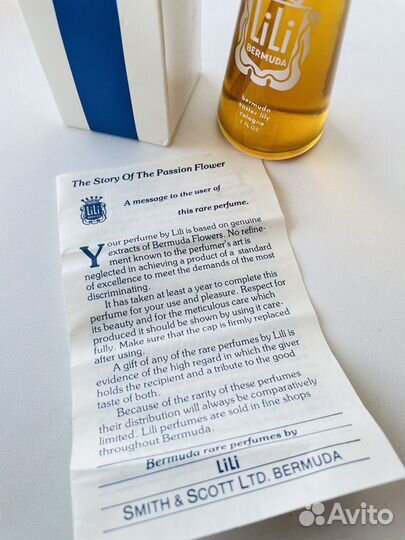 LiLi
BERMUDA
bermuda
easter lily
cologne
2 FL OZ
The Story Of The Passion Flower
LiLi
A message to the user of
this rare perfume.
Your perfume by Lili is based on genuine
extracts of Bermuda Flowers. No refine-
ment known to the perfumer's art is
neglected in achieving a product of a standard
of excellence to meet the demands of the most
discriminating.
It has taken at least a year to complete this
perfume for your use and pleasure. Respect for
its beauty and for the meticulous care which
produced it should be shown by using it care-
fully. Make sure that the cap is firmly replaced
after using.
A gift of any of the rare perfumes by Lili is
evidence of the high regard in which the giver
holds the recipient and a tribute to the good
taste of both.
Because of the rarity of these perfumes
their distribution will always be comparatively
limited. Lili perfumes are sold in fine shops
throughout Bermuda.
Bermuda rare perfumes by
LiLi
SMITH & SCOTT LTD. BERMUDA
Avito